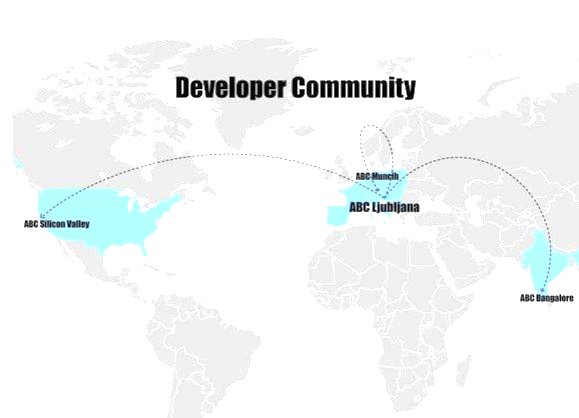 Developer Community
ABC Muncih
ABC Ljubljana
ABC Silicon Valley
ABC Bangalore